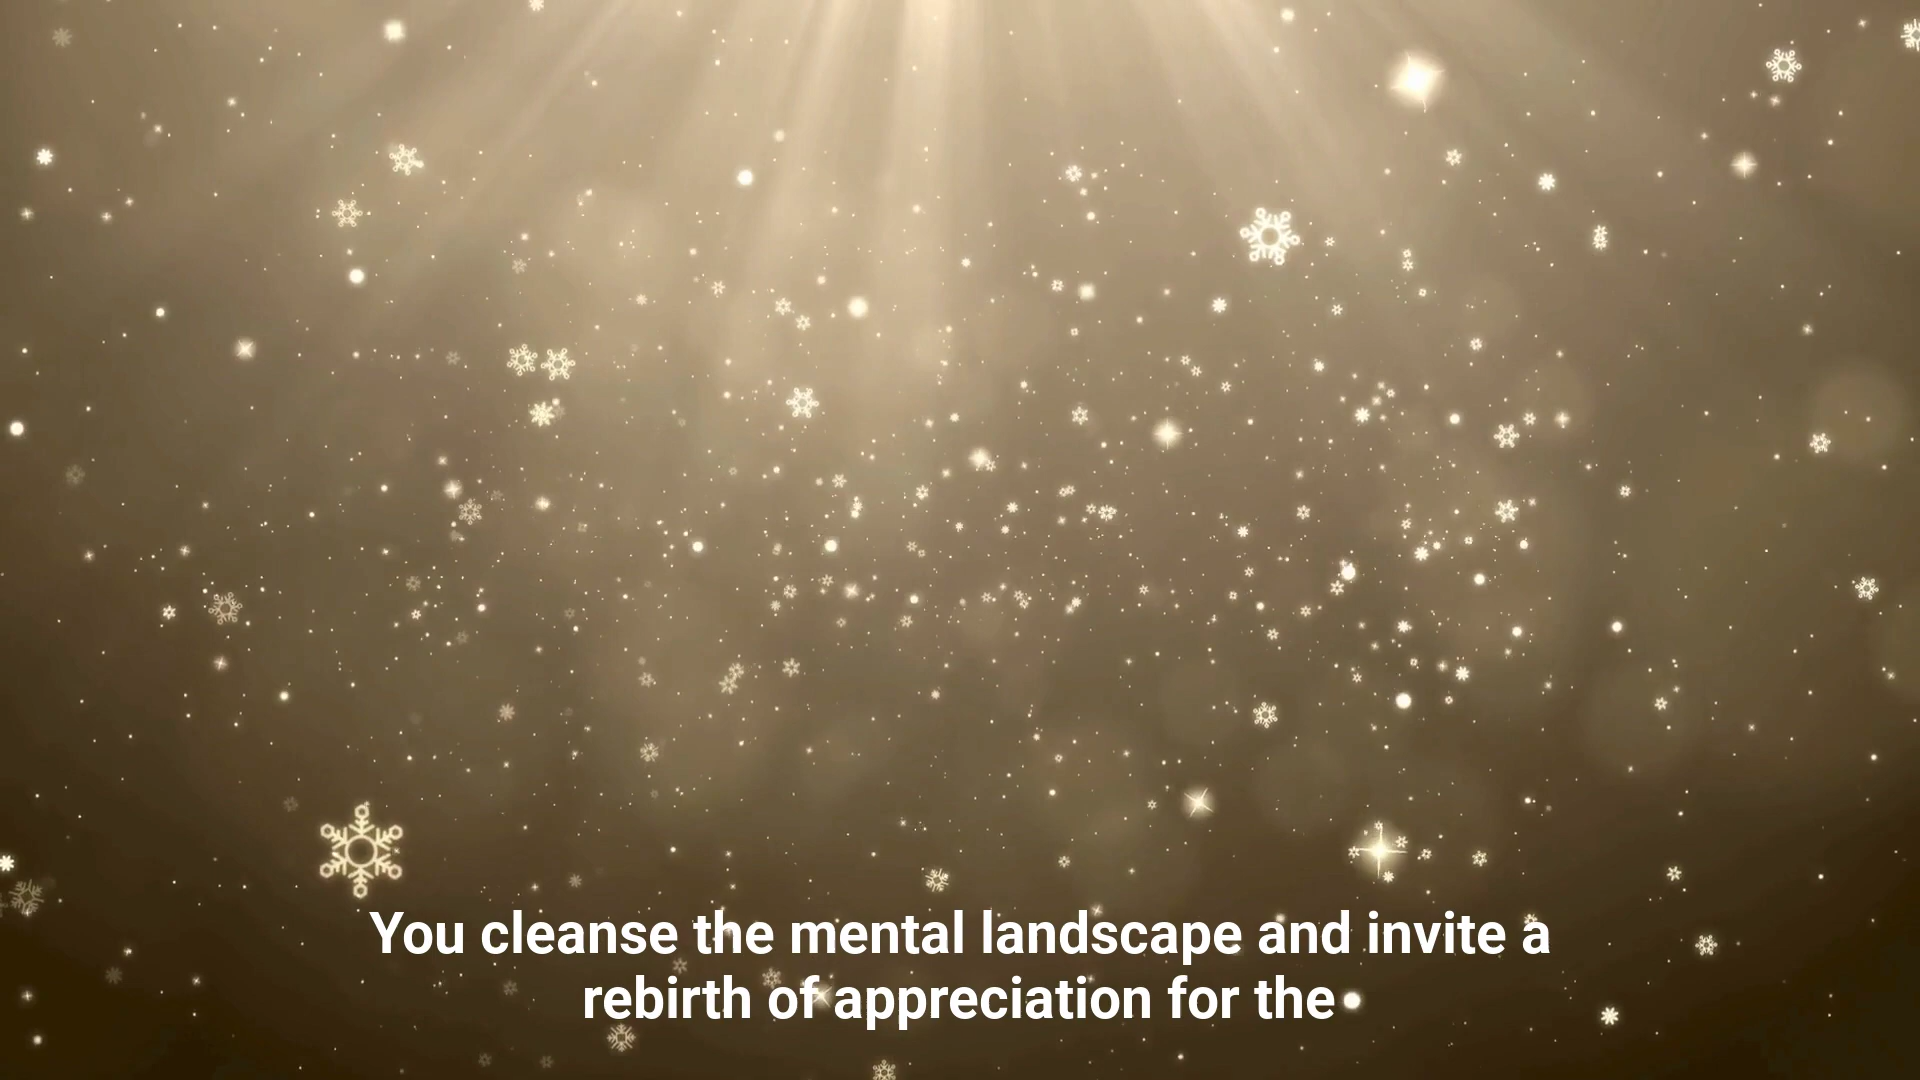 You cleanse the mental landscape and invite a
rebirth of appreciation for the